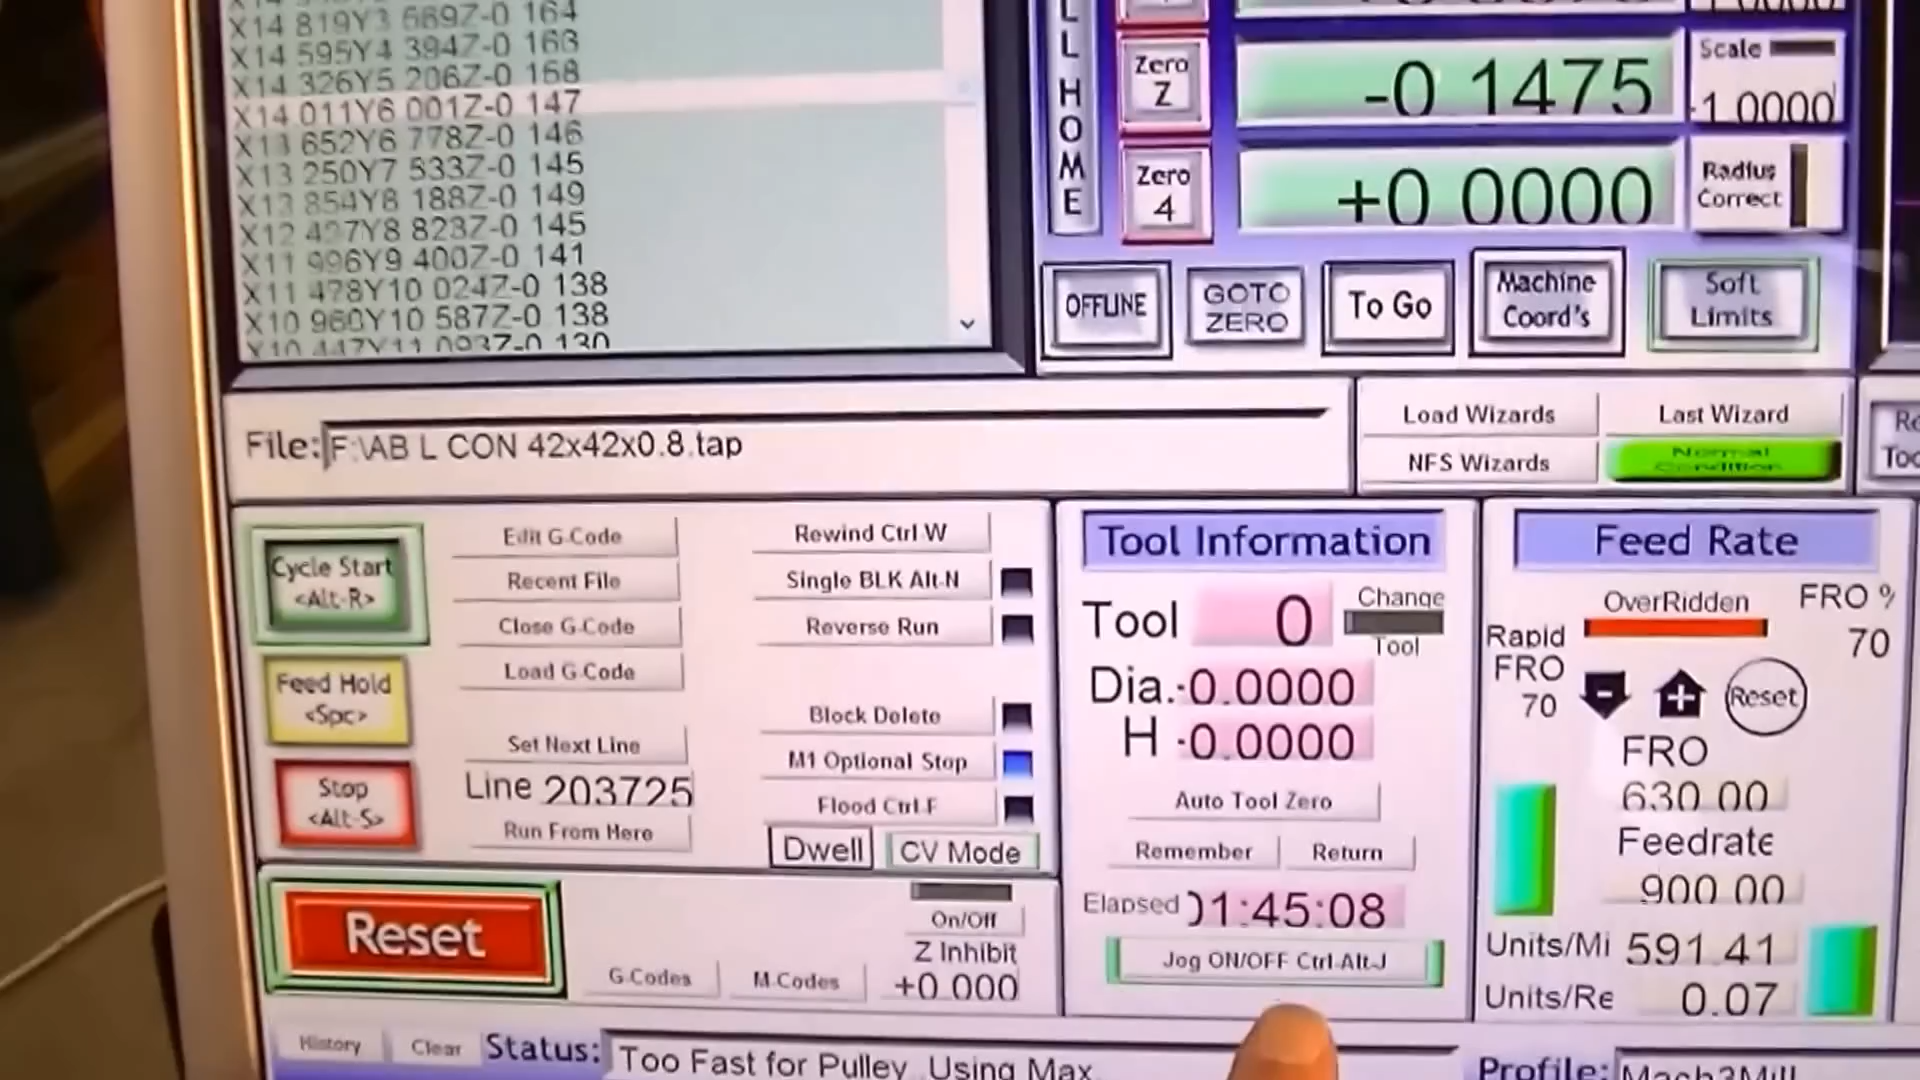 X14 819Y3 669Z-0 164
X14 595Y4 394Z-0 163
X14 326Y5 206Z-0 168
X14 011Y6 001Z-0 147
X13 652Y6 778Z-0 146
X13 250Y7 533Z-0 145
X12 854Y8 188Z-0 149
X12 427Y8 823Z-0 145
X11 996Y9 400Z-0 141
X11 478Y10 024Z-0 138
X10 960Y10 587Z-0 138
X10 447Y11 093Z-0 130
HOME
Zero Z
-0 1475
Scale
1.0000
Zero 4
+0 0000
Radius Correct
OFFLINE
GOTO ZERO
To Go
Machine Coord's
Soft Limits
File: F:\AB L CON 42x42x0.8.tap
Load Wizards
Last Wizard
NFS Wizards
Normal Condition
Cycle Start
<Alt-R>
Feed Hold
<Spc>
Stop
<Alt-S>
Edit G-Code
Recent File
Close G-Code
Load G-Code
Set Next Line
Line 203725
Run From Here
Rewind Ctrl-W
Single BLK Alt-N
Reverse Run
Block Delete
M1 Optional Stop
Flood Ctrl-F
Dwell
CV Mode
Reset
G-Codes
M-Codes
On/Off
Z Inhibit
+0.000
Tool Information
Tool 0
Change Tool
Dia. -0.0000
H -0.0000
Auto Tool Zero
Remember
Return
Elapsed 01:45:08
Jog ON/OFF Ctrl-Alt-J
Feed Rate
OverRidden
FRO %
70
Rapid FRO
70
Reset
FRO
630.00
Feedrate
900.00
Units/Mi 591.41
Units/Re 0.07
History
Clear
Status: Too Fast for Pulley..Using Max.
Profile: Mach3Mill